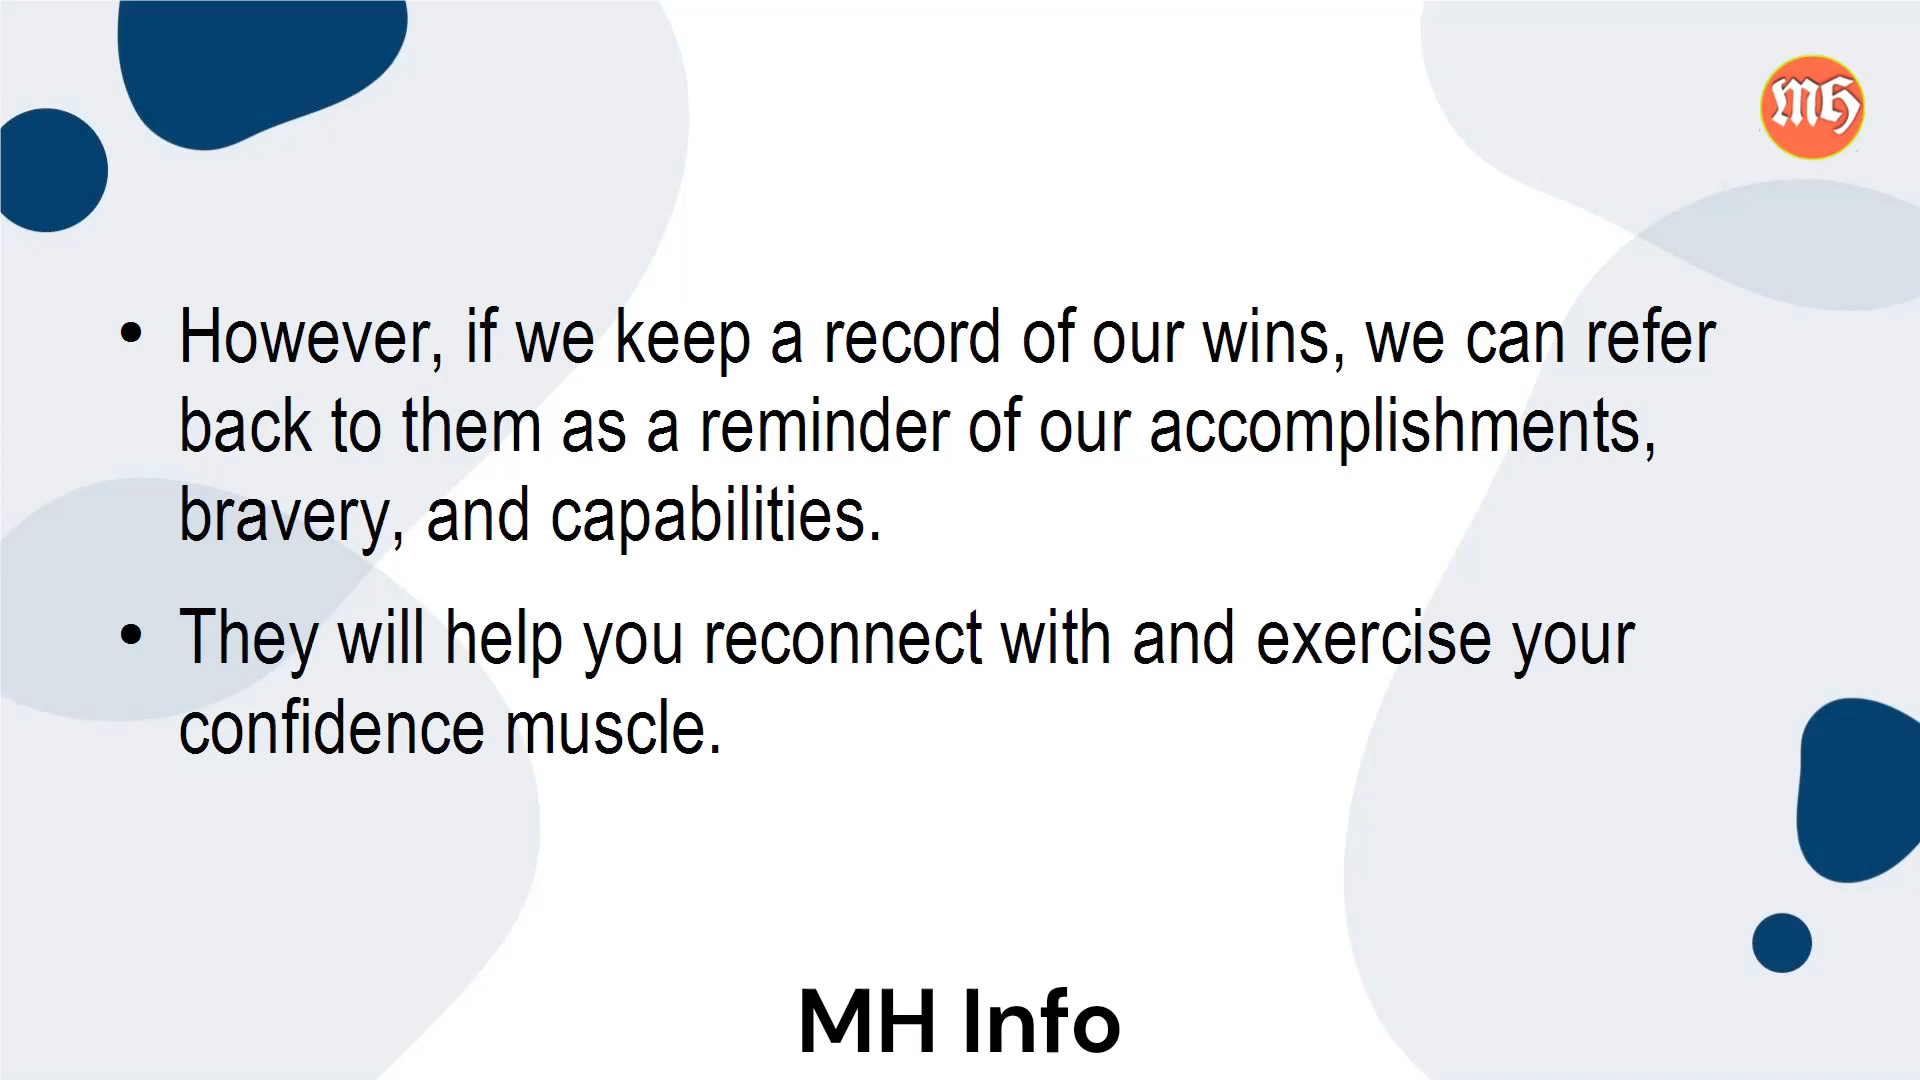 MH
• However, if we keep a record of our wins, we can refer
back to them as a reminder of our accomplishments,
bravery, and capabilities.
• They will help you reconnect with and exercise your
confidence muscle.
MH Info